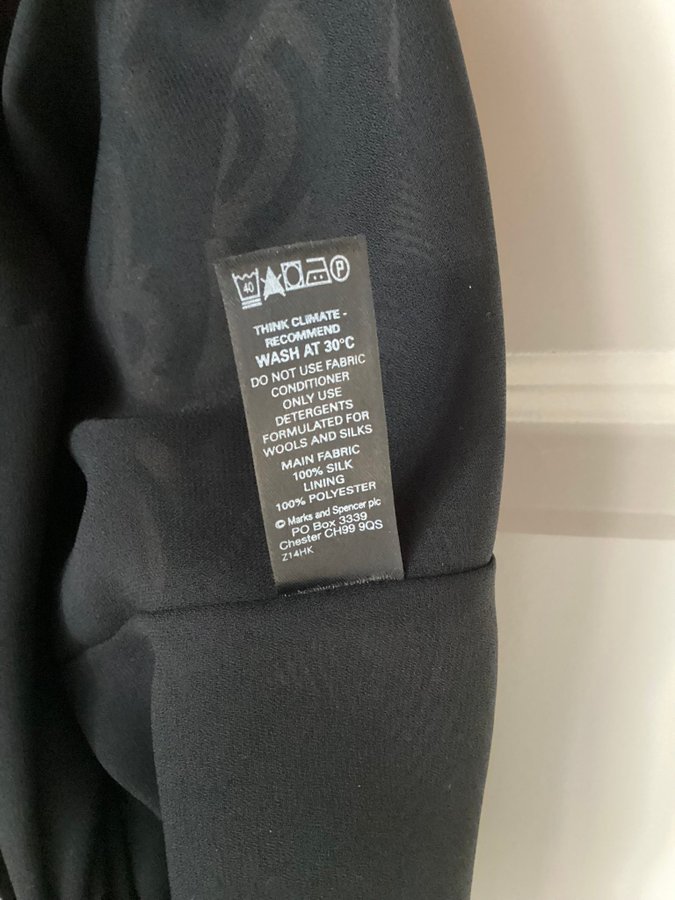 40 P
THINK CLIMATE -
RECOMMEND
WASH AT 30°C
DO NOT USE FABRIC
CONDITIONER
ONLY USE
DETERGENTS
FORMULATED FOR
WOOLS AND SILKS
MAIN FABRIC
100% SILK
LINING
100% POLYESTER
© Marks and Spencer plc
PO Box 3339
Chester CH99 9QS
Z14HK